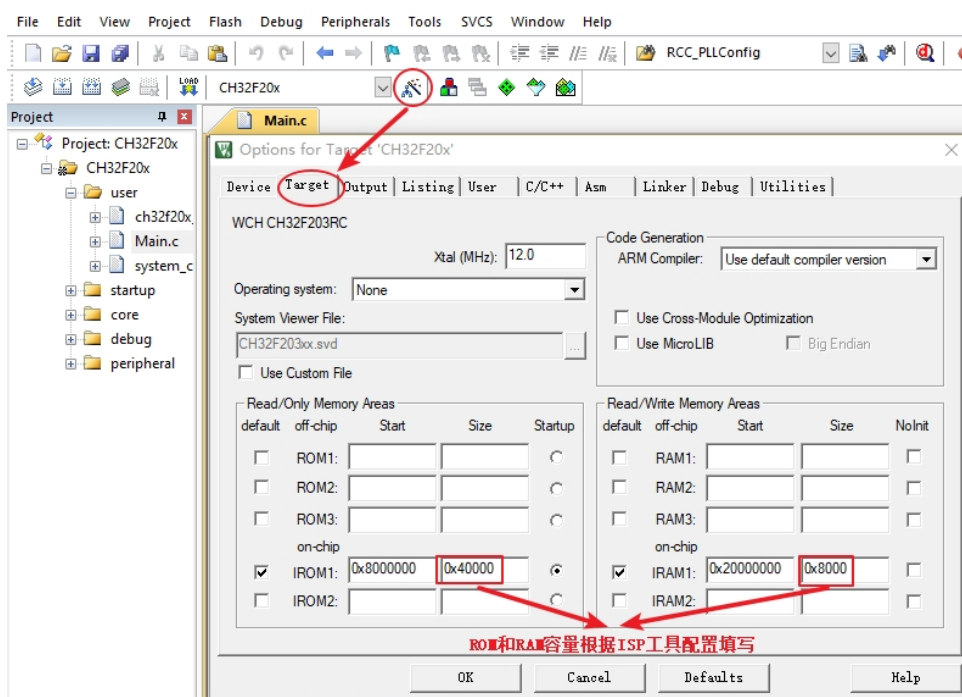 File Edit View Project Flash Debug Peripherals Tools SVCS Window Help
RCC_PLLConfig
LOAD CH32F20x
Project
Main.c
Project: CH32F20x
CH32F20x
user
ch32f20x
Main.c
system_c
startup
core
debug
peripheral
Options for Target 'CH32F20x'
Device Target Output Listing User C/C++ Asm Linker Debug Utilities
WCH CH32F203RC
Xtal (MHz): 12.0
Operating system: None
System Viewer File:
CH32F203xx.svd ...
Use Custom File
Code Generation
ARM Compiler: Use default compiler version
Use Cross-Module Optimization
Use MicroLIB Big Endian
Read/Only Memory Areas
default off-chip Start Size Startup
ROM1:
ROM2:
ROM3:
on-chip
IROM1: 0x8000000 0x40000
IROM2:
Read/Write Memory Areas
default off-chip Start Size NoInit
RAM1:
RAM2:
RAM3:
on-chip
IRAM1: 0x20000000 0x8000
IRAM2:
ROM和RAM容量根据ISP工具配置填写
OK Cancel Defaults Help